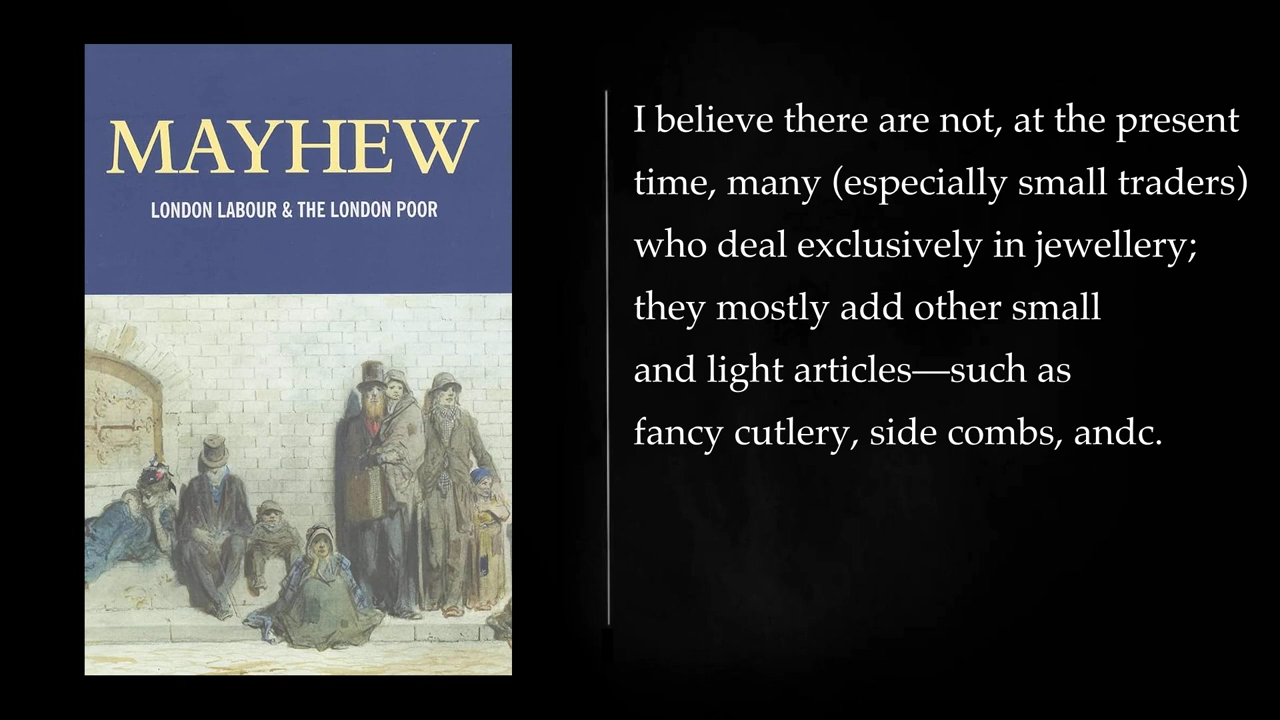 MAYHEW
LONDON LABOUR & THE LONDON POOR
I believe there are not, at the present
time, many (especially small traders)
who deal exclusively in jewellery;
they mostly add other small
and light articles—such as
fancy cutlery, side combs, andc.